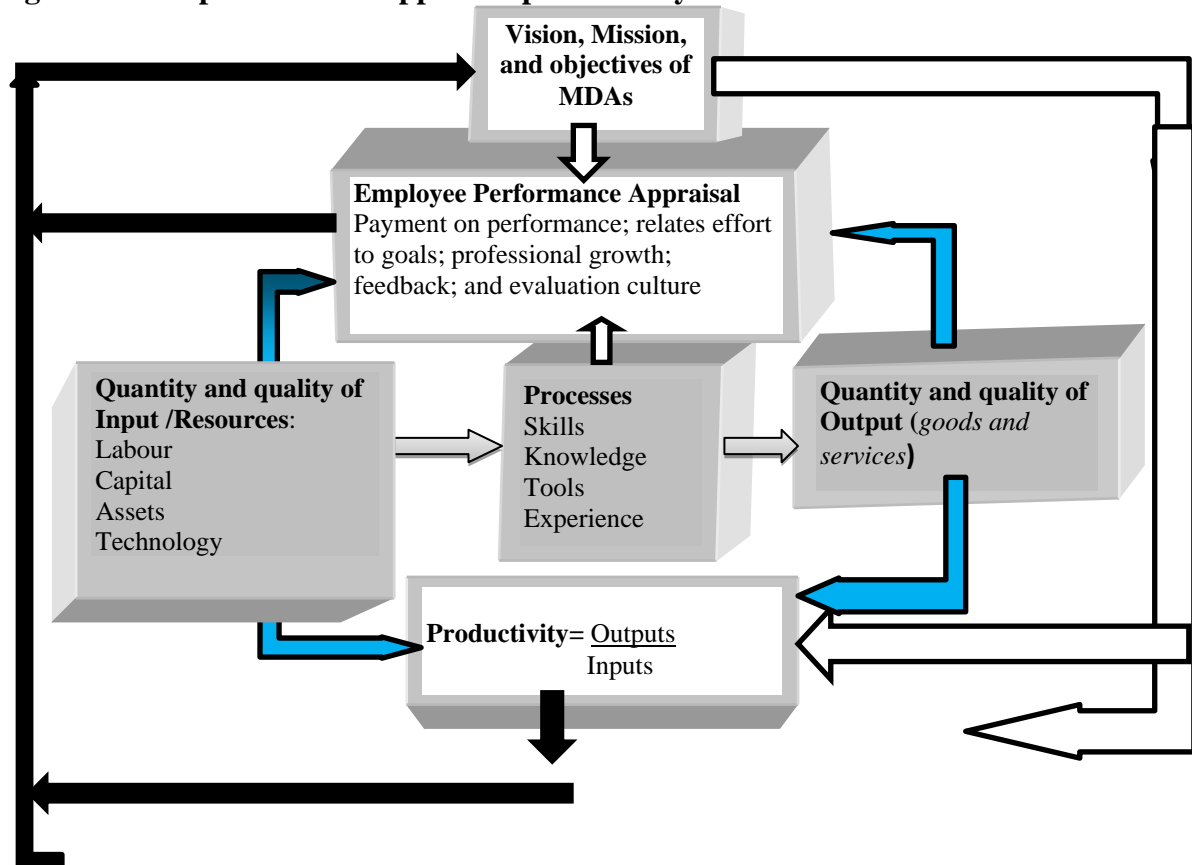 Vision, Mission,
and objectives of
MDAs
Employee Performance Appraisal
Payment on performance; relates effort
to goals; professional growth;
feedback; and evaluation culture
Quantity and quality of
Input /Resources:
Labour
Capital
Assets
Technology
Processes
Skills
Knowledge
Tools
Experience
Quantity and quality of
Output (goods and
services)
Productivity= Outputs
Inputs